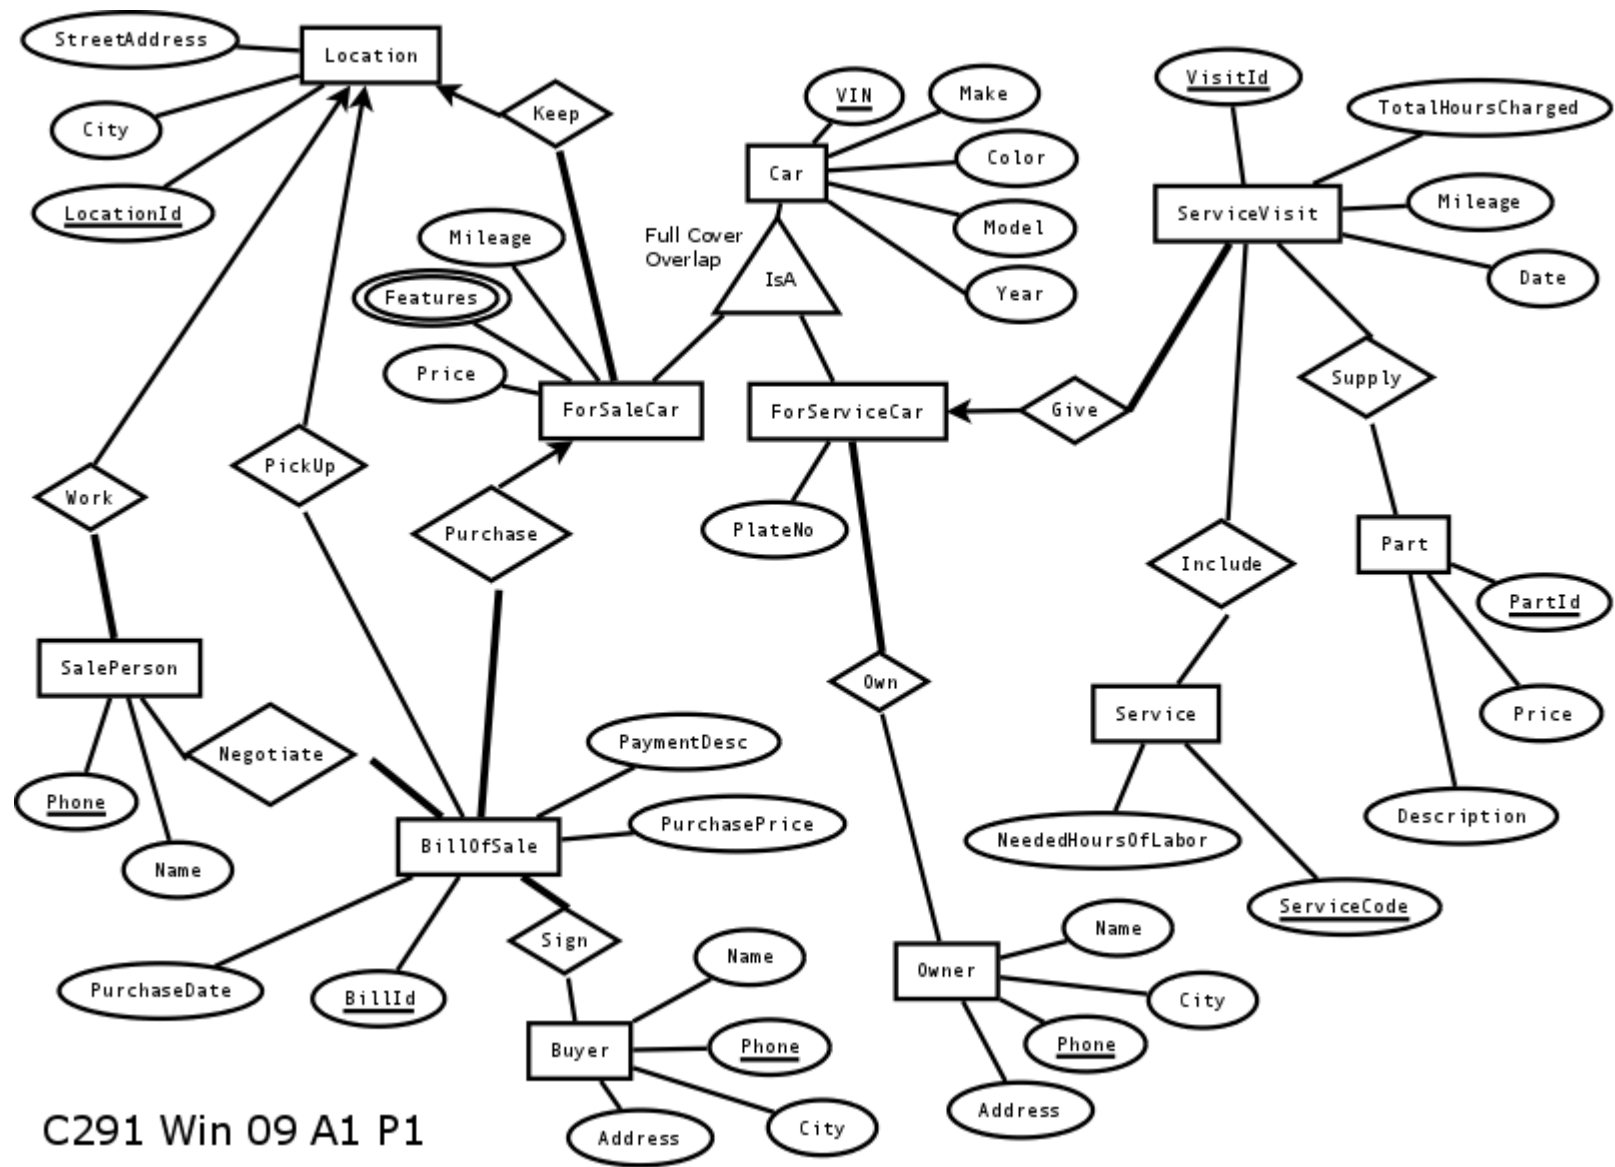 StreetAddress
Location
City
LocationId
Keep
VIN
Make
Color
Car
Model
Year
VisitId
TotalHoursCharged
ServiceVisit
Mileage
Date
Mileage
Full Cover
Overlap
IsA
Features
Price
ForSaleCar
ForServiceCar
Give
Supply
PickUp
Work
Purchase
PlateNo
Include
Part
PartId
SalePerson
Own
Service
Price
Negotiate
PaymentDesc
Phone
PurchasePrice
Description
BillOfSale
NeededHoursOfLabor
Name
ServiceCode
Sign
Name
Name
Owner
PurchaseDate
BillId
City
Buyer
Phone
Phone
Address
City
Address
C291 Win 09 A1 P1